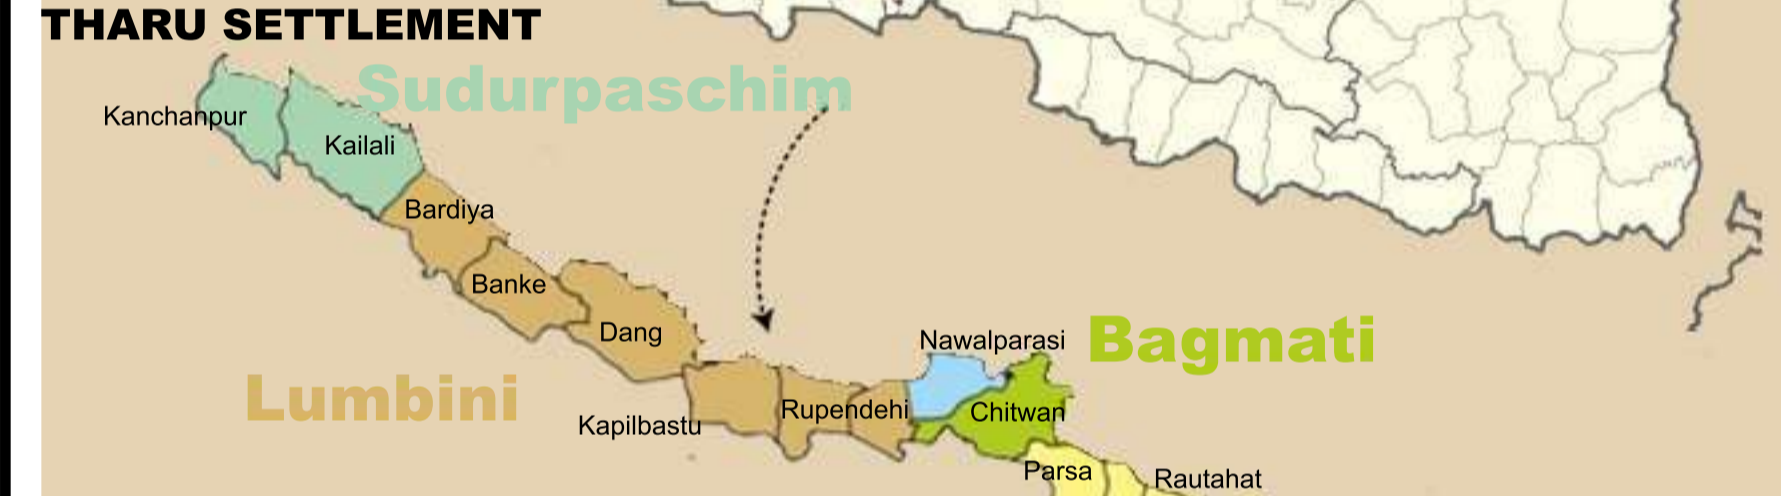 THARU SETTLEMENT
Sudurpaschim
Kanchanpur
Kailali
Bardiya
Banke
Dang
Nawalparasi
Bagmati
Lumbini
Kapilbastu
Rupendehi
Chitwan
Parsa
Rautahat